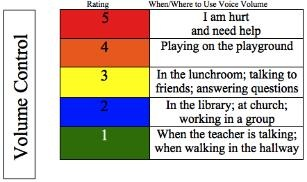 Rating When/Where to Use Voice Volume
Volume Control
5 I am hurt
and need help
4 Playing on the playground
3 In the lunchroom; talking to
friends; answering questions
2 In the library; at church;
working in a group
1 When the teacher is talking;
when walking in the hallway